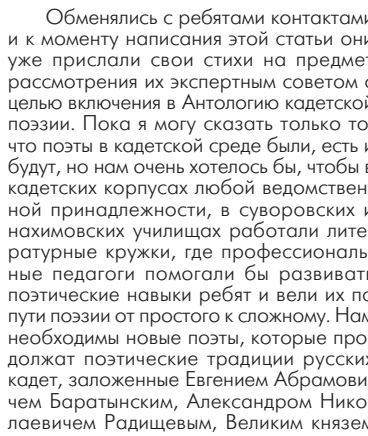 Обменялись с ребятами контактами
и к моменту написания этой статьи они
уже прислали свои стихи на предмет
рассмотрения их экспертным советом с
целью включения в Антологию кадетской
поэзии. Пока я могу сказать только то,
что поэты в кадетской среде были, есть и
будут, но нам очень хотелось бы, чтобы в
кадетских корпусах любой ведомствен-
ной принадлежности, в суворовских и
нахимовских училищах работали лите-
ратурные кружки, где профессиональ-
ные педагоги помогали бы развивать
поэтические навыки ребят и вели их по
пути поэзии от простого к сложному. Нам
необходимы новые поэты, которые про-
должат поэтические традиции русских
кадет, заложенные Евгением Абрамови-
чем Баратынским, Александром Нико-
лаевичем Радищевым, Великим князем